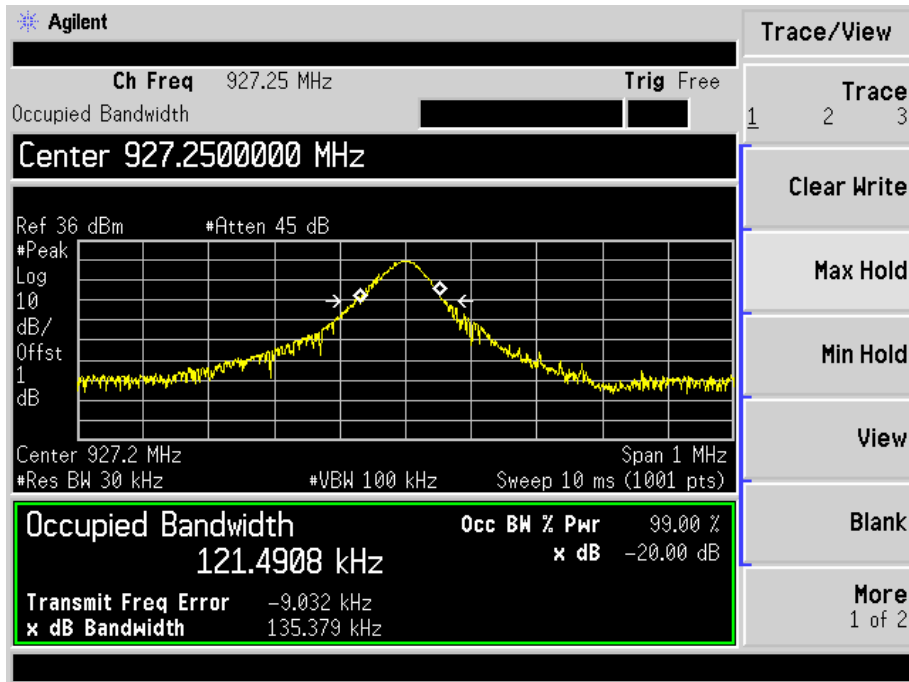 Agilent
Trace/View
Ch Freq 927.25 MHz Trig Free
Occupied Bandwidth
Trace
1 2 3
Center 927.2500000 MHz
Clear Write
Ref 36 dBm #Atten 45 dB
#Peak
Log
10
dB/
Offst
1
dB
Max Hold
Min Hold
View
Center 927.2 MHz Span 1 MHz
#Res BW 30 kHz #VBW 100 kHz Sweep 10 ms (1001 pts)
Occupied Bandwidth Occ BW % Pwr 99.00 %
121.4908 kHz x dB -20.00 dB
Blank
Transmit Freq Error -9.032 kHz
x dB Bandwidth 135.379 kHz
More
1 of 2